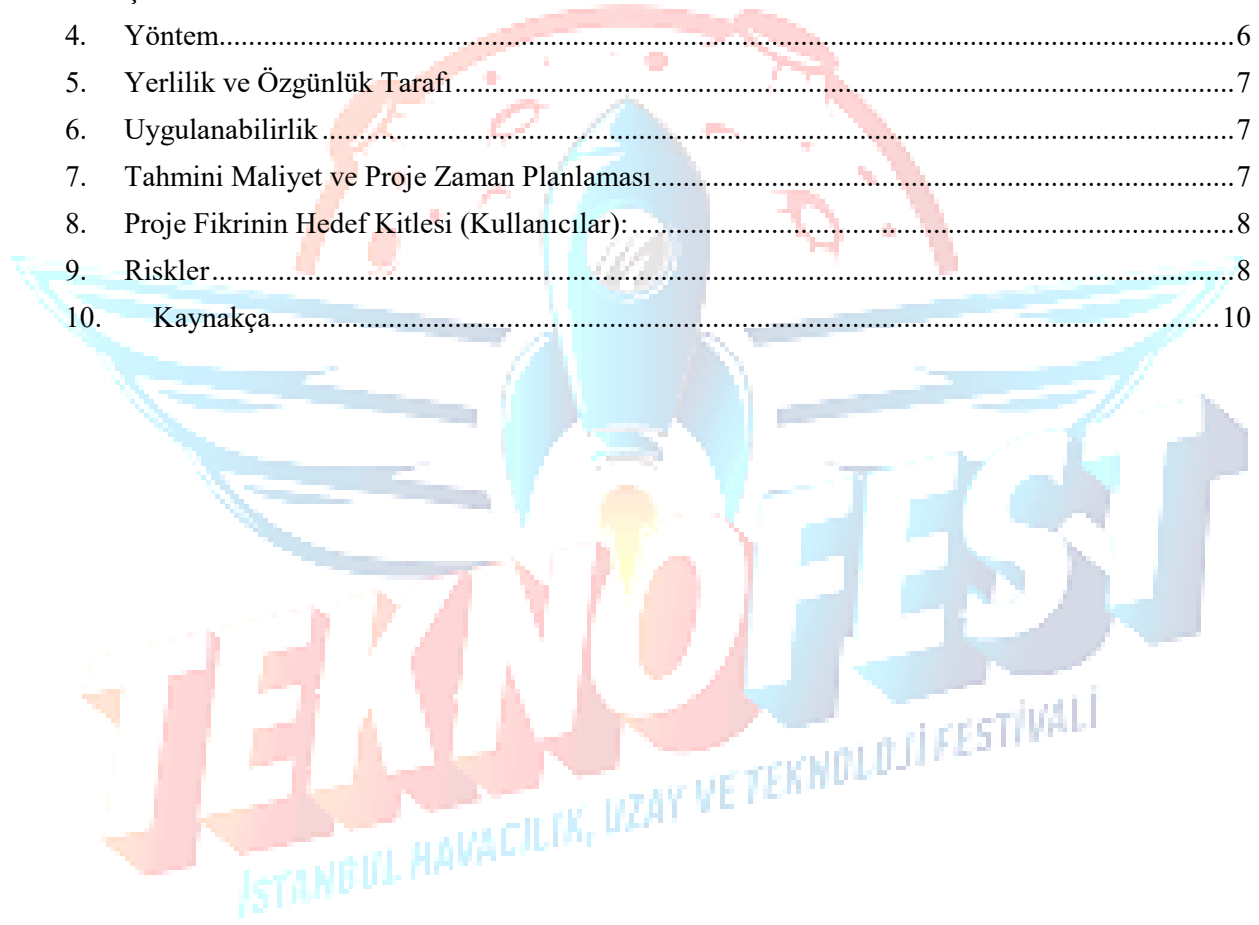 4. Yöntem....................................................................................................6
5. Yerlilik ve Özgünlük Tarafı....................................................................................................7
6. Uygulanabilirlik....................................................................................................7
7. Tahmini Maliyet ve Proje Zaman Planlaması....................................................................................................7
8. Proje Fikrinin Hedef Kitlesi (Kullanıcılar):....................................................................................................8
9. Riskler....................................................................................................8
10. Kaynakça....................................................................................................10
TEKNOFEST
İSTANBUL HAVACILIK, UZAY VE TEKNOLOJİ FESTİVALİ